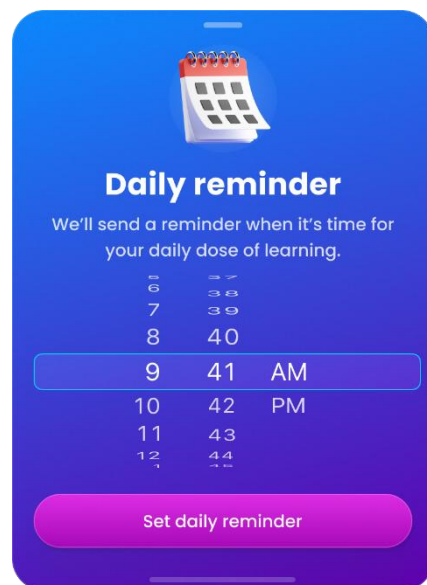 Daily reminder
We'll send a reminder when it's time for
your daily dose of learning.
6 38
7 39
8 40
9 41 AM
10 42 PM
11 43
12 44
Set daily reminder